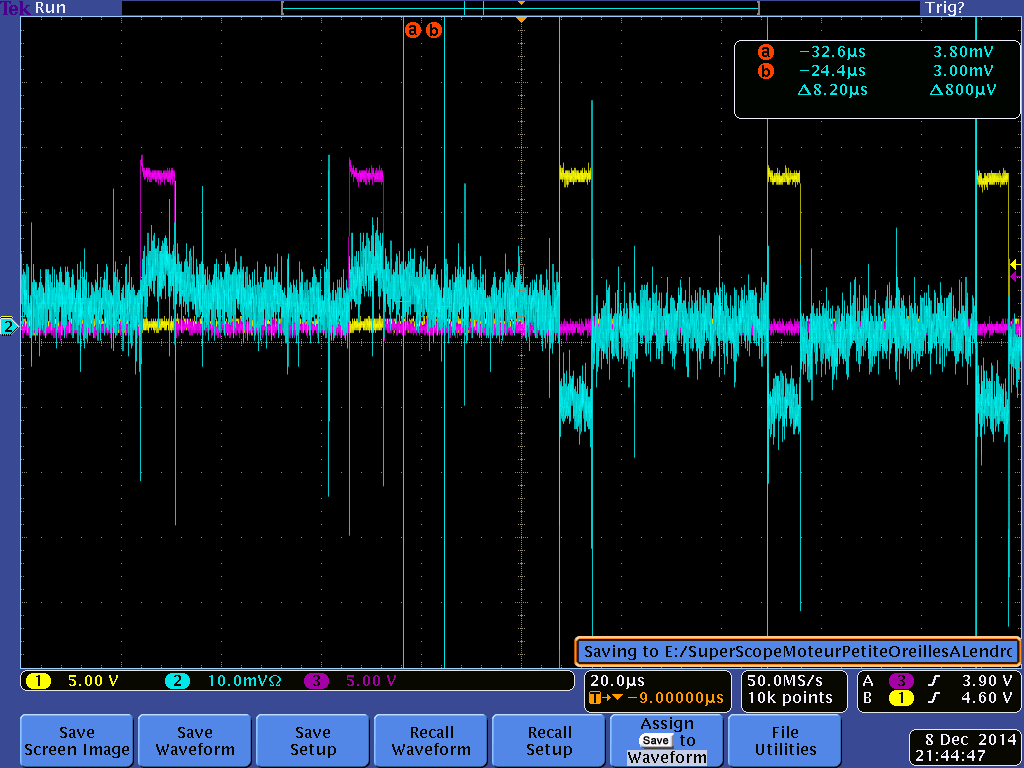 Tek Run Trig?
a b
a −32.6µs 3.80mV
b −24.4µs 3.00mV
Δ8.20µs Δ800µV
2
Saving to E:/SuperScopeMoteurPetiteOreillesALendrc
1 5.00 V 2 10.0mVΩ 3 5.00 V
20.0µs
T→▼−9.00000µs
50.0MS/s
10k points
A 3 3.90 V
B 1 4.60 V
Save
Screen Image
Save
Waveform
Save
Setup
Recall
Waveform
Recall
Setup
Assign
Save to
Waveform
File
Utilities
8 Dec 2014
21:44:47